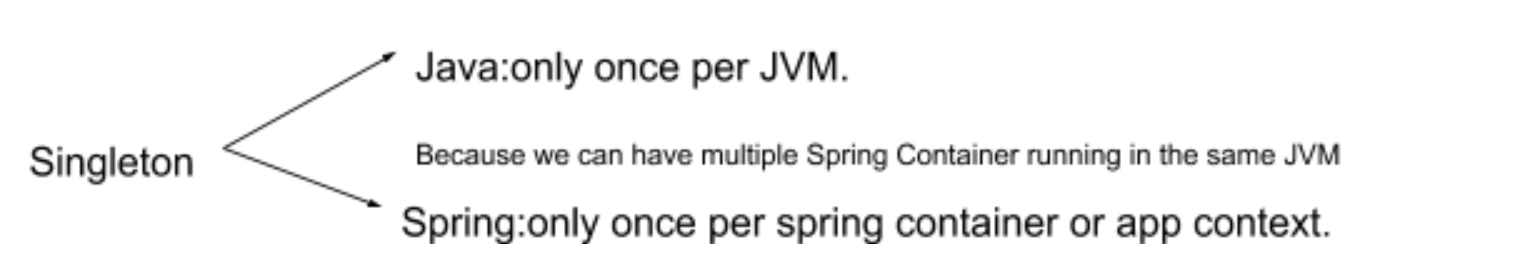 Java:only once per JVM.
Because we can have multiple Spring Container running in the same JVM
Singleton
Spring:only once per spring container or app context.